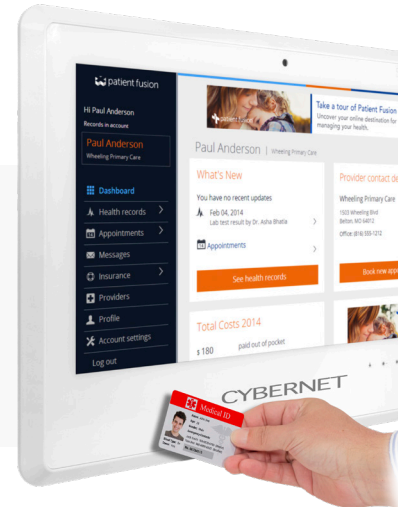 patient fusion
Hi Paul Anderson
Records in account
Paul Anderson
Wheeling Primary Care
Dashboard
Health records
Appointments
Messages
Insurance
Providers
Profile
Account settings
Log out
patient fusion
Take a tour of Patient Fusion
Uncover your online destination for
managing your health.
Paul Anderson | Wheeling Primary Care
What's New
You have no recent updates
Feb 04, 2014
Lab test result by Dr. Asha Bhatia
Appointments
See health records
Total Costs 2014
$180 paid out of pocket
Provider contact de
Wheeling Primary Care
1503 Wheeling Blvd
Belton, MO 64012
Office: (816) 555-1212
Book new appo
CYBERNET
Medical ID